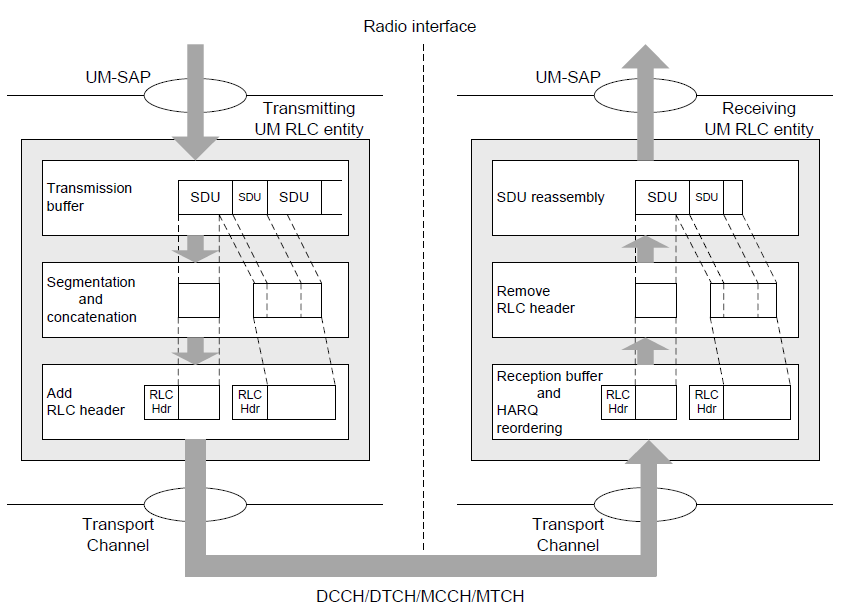 Radio interface
UM-SAP
Transmitting
UM RLC entity
Transmission
buffer
SDU
SDU
SDU
Segmentation
and
concatenation
Add
RLC header
RLC
Hdr
RLC
Hdr
Transport
Channel
UM-SAP
Receiving
UM RLC entity
SDU reassembly
SDU
SDU
Remove
RLC header
Reception buffer
and
HARQ
reordering
RLC
Hdr
RLC
Hdr
Transport
Channel
DCCH/DTCH/MCCH/MTCH